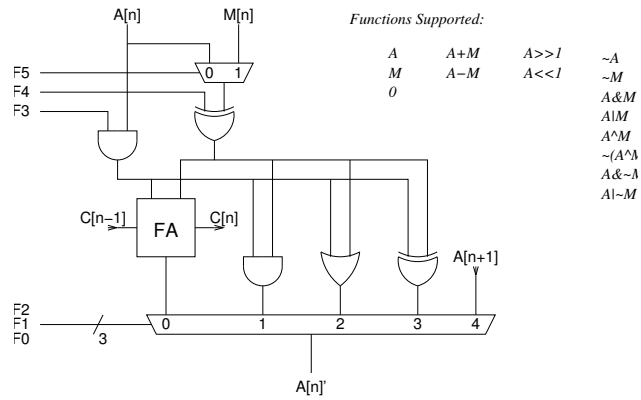 A[n] M[n]
Functions Supported:
A A+M A>>1
M A−M A<<1
0
~A
~M
A&M
A|M
A^M
~(A^M
A&~M
A|~M
0 1
F5
F4
F3
C[n−1] FA C[n]
A[n+1]
F2
F1
F0
3
0 1 2 3 4
A[n]'